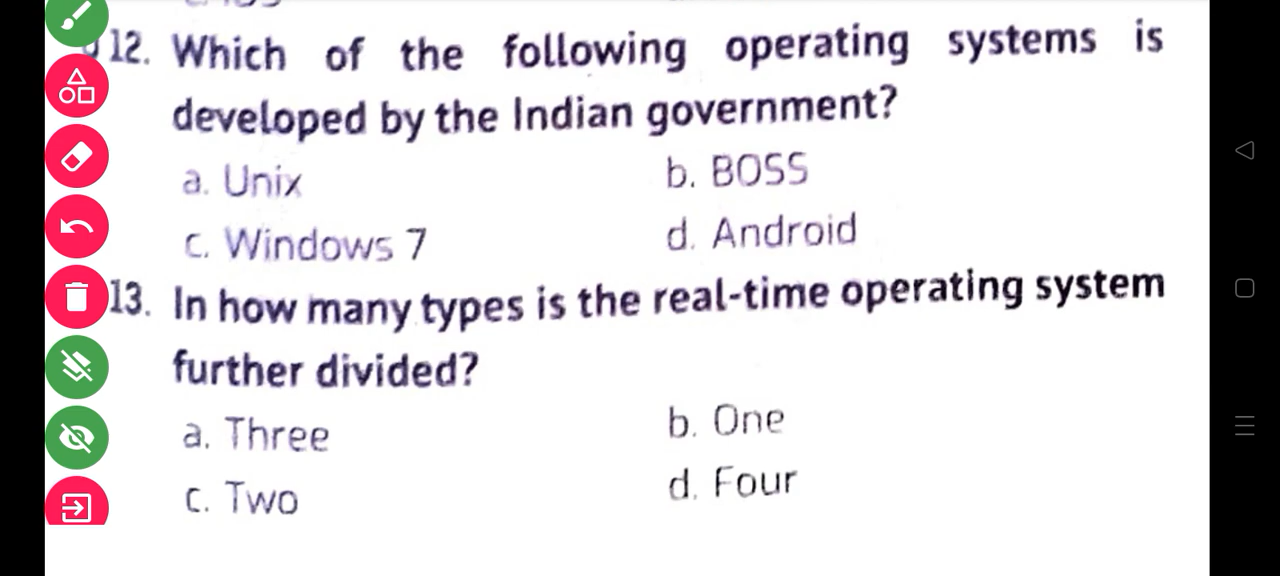 12. Which of the following operating systems is
developed by the Indian government?
a. Unix b. BOSS
c. Windows 7 d. Android
13. In how many types is the real-time operating system
further divided?
a. Three b. One
c. Two d. Four